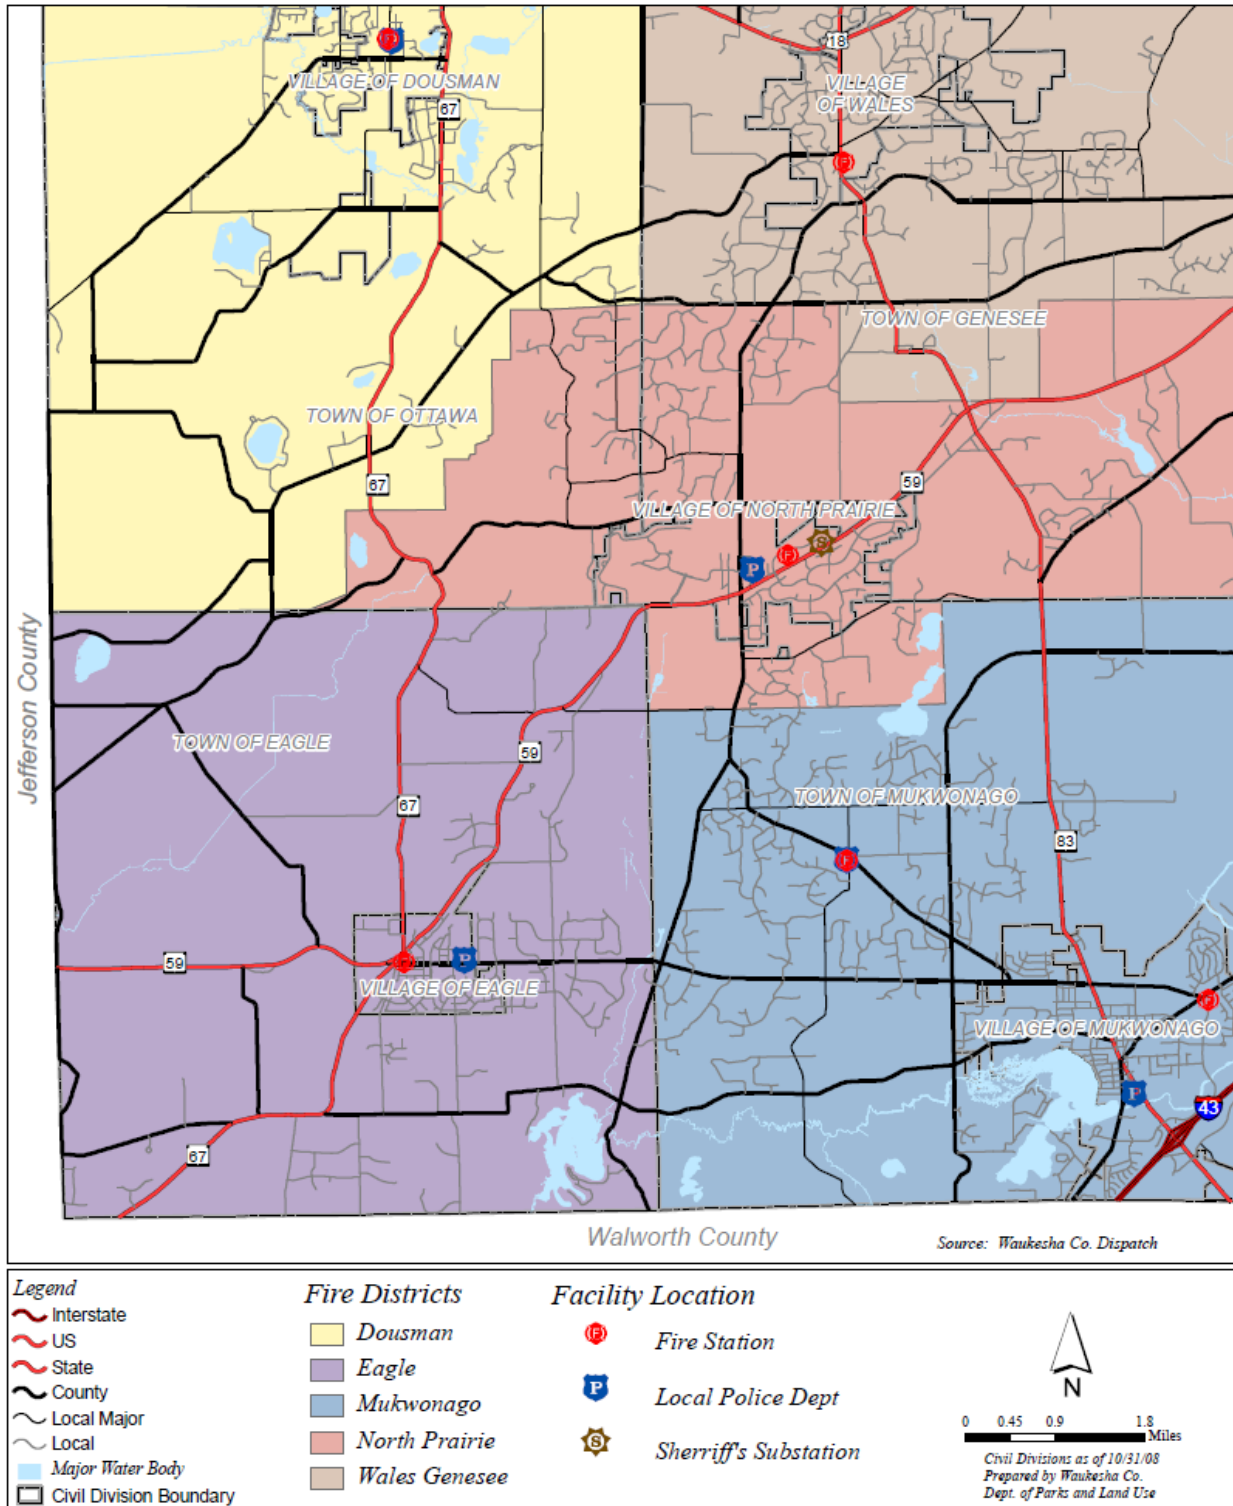 18
VILLAGE OF DOUSMAN
VILLAGE
OF WALES
67
TOWN OF GENESEE
TOWN OF OTTAWA
67
59
VILLAGE OF NORTH PRAIRIE
S
F
P
Jefferson County
TOWN OF EAGLE
59
67
TOWN OF MUKWONAGO
83
F
59
P
VILLAGE OF EAGLE
F
VILLAGE OF MUKWONAGO
P
43
67
Walworth County
Source: Waukesha Co. Dispatch
Legend
Interstate
US
State
County
Local Major
Local
Major Water Body
Civil Division Boundary
Fire Districts
Dousman
Eagle
Mukwonago
North Prairie
Wales Genesee
Facility Location
F Fire Station
P Local Police Dept
S Sherriff's Substation
N
0 0.45 0.9 1.8
Miles
Civil Divisions as of 10/31/08
Prepared by Waukesha Co.
Dept. of Parks and Land Use